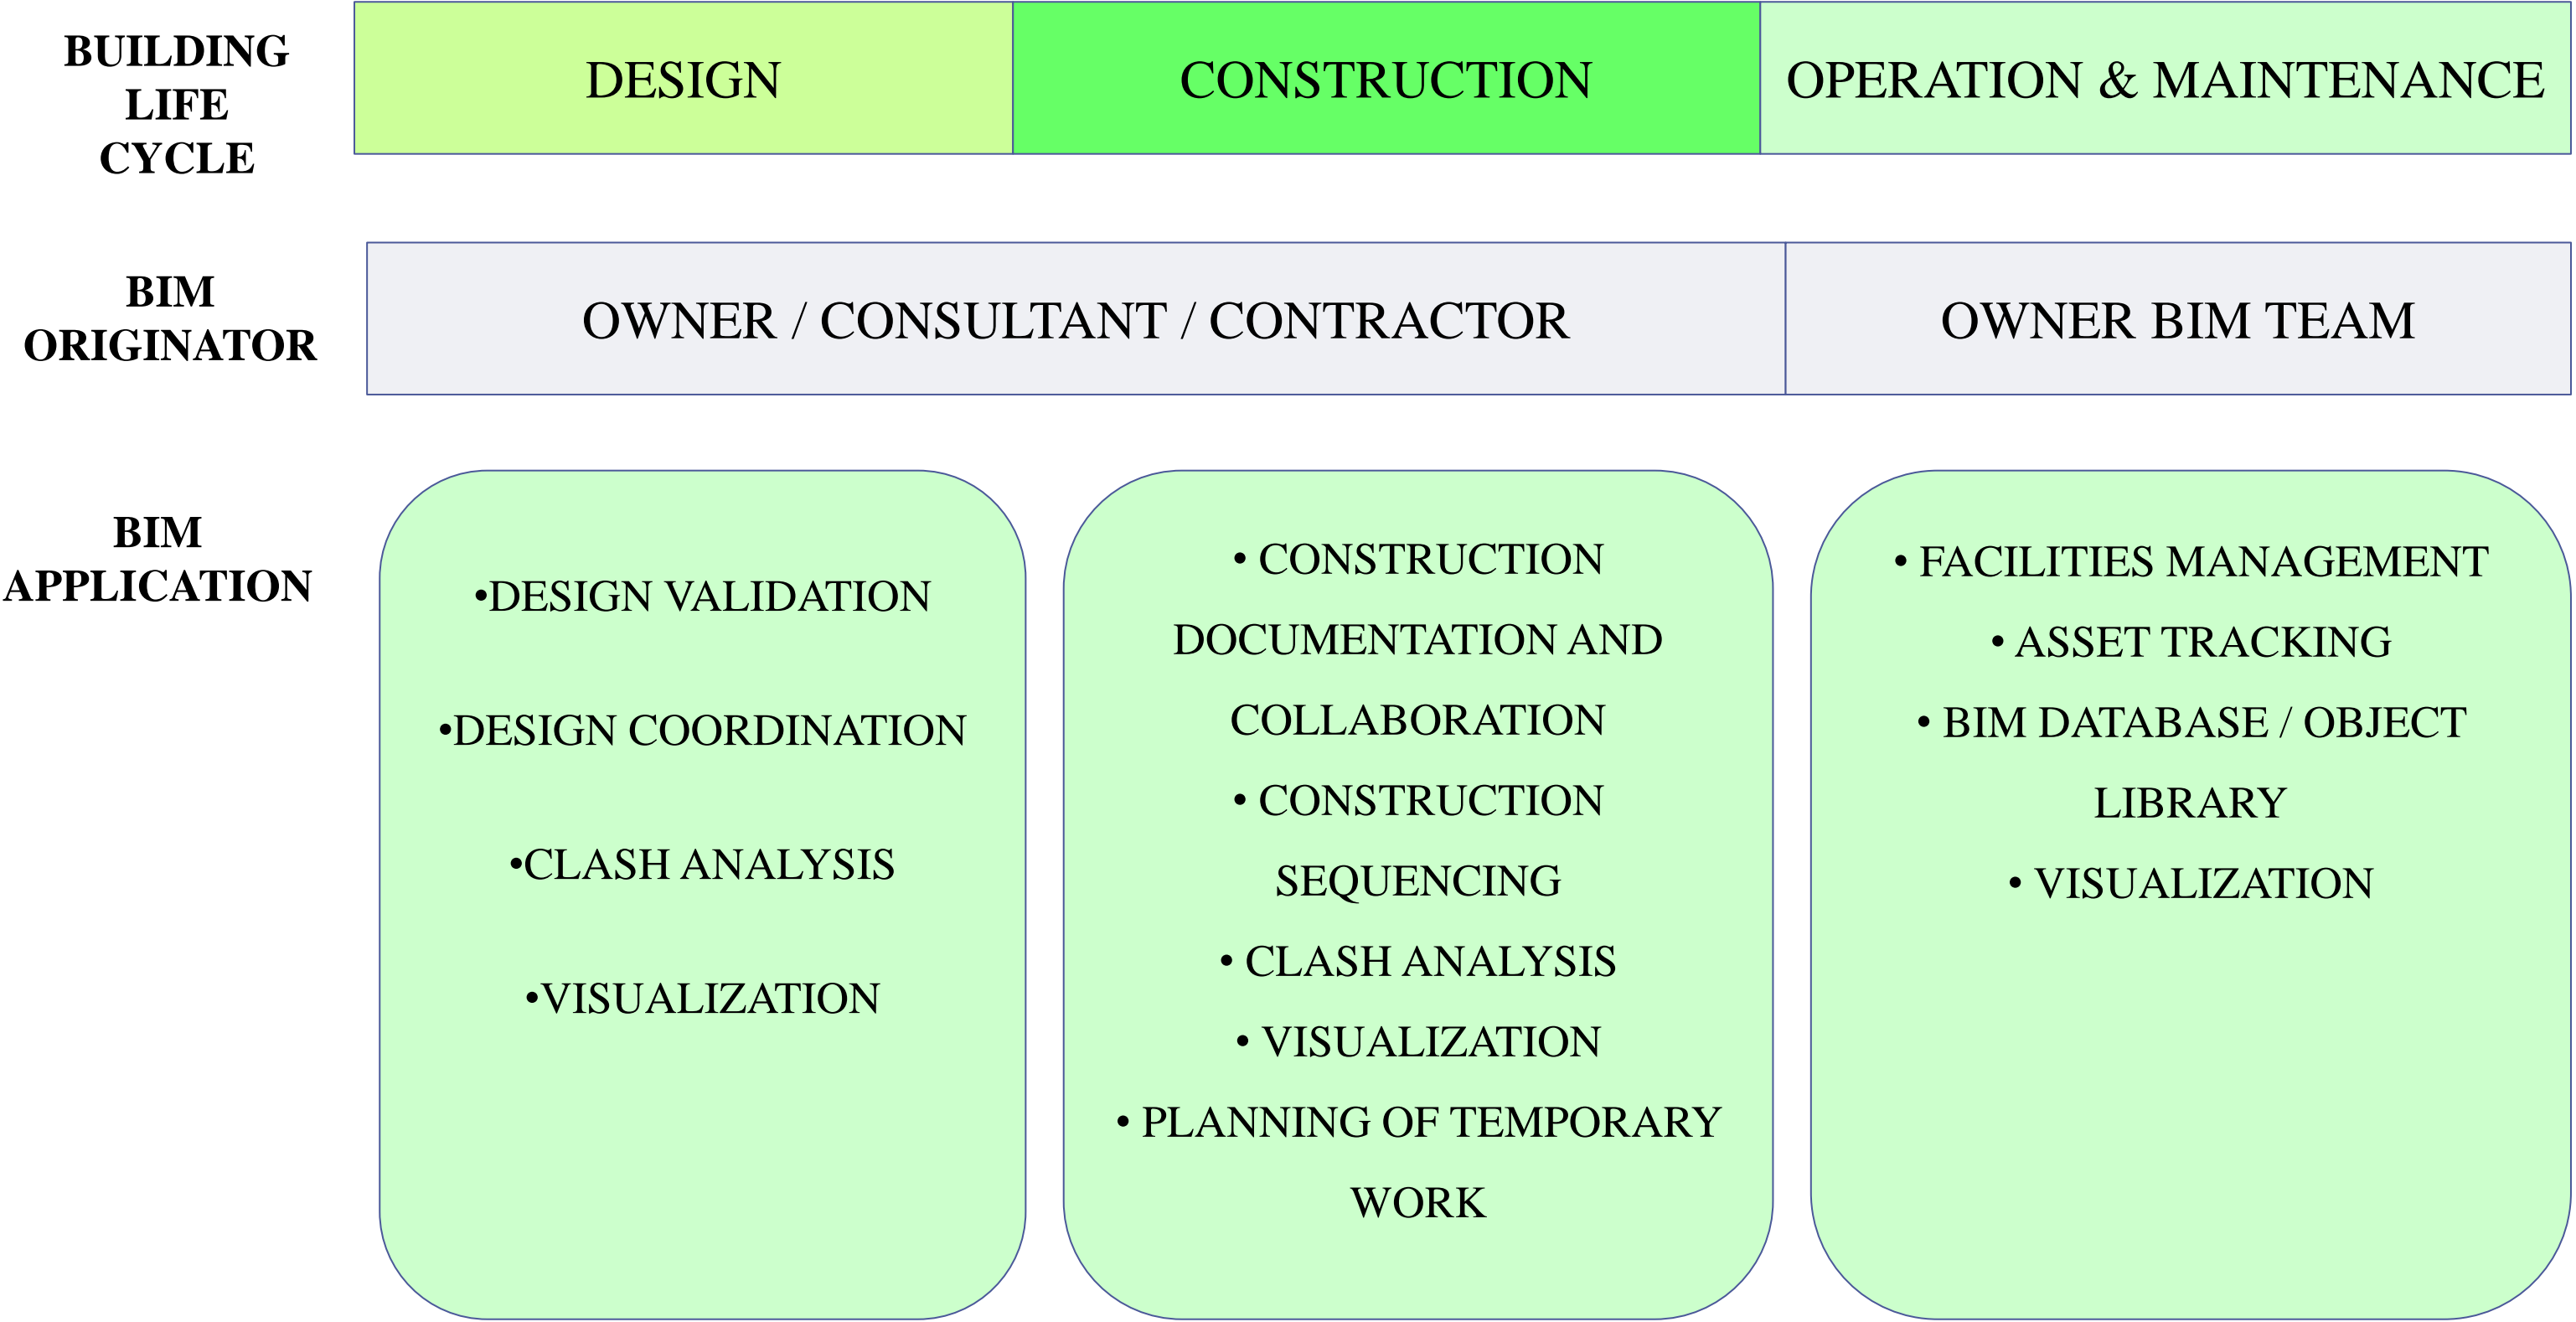 BUILDING
LIFE
CYCLE
DESIGN
CONSTRUCTION
OPERATION & MAINTENANCE
BIM
ORIGINATOR
OWNER / CONSULTANT / CONTRACTOR
OWNER BIM TEAM
BIM
APPLICATION
•DESIGN VALIDATION
•DESIGN COORDINATION
•CLASH ANALYSIS
•VISUALIZATION
• CONSTRUCTION
DOCUMENTATION AND
COLLABORATION
• CONSTRUCTION
SEQUENCING
• CLASH ANALYSIS
• VISUALIZATION
• PLANNING OF TEMPORARY
WORK
• FACILITIES MANAGEMENT
• ASSET TRACKING
• BIM DATABASE / OBJECT
LIBRARY
• VISUALIZATION